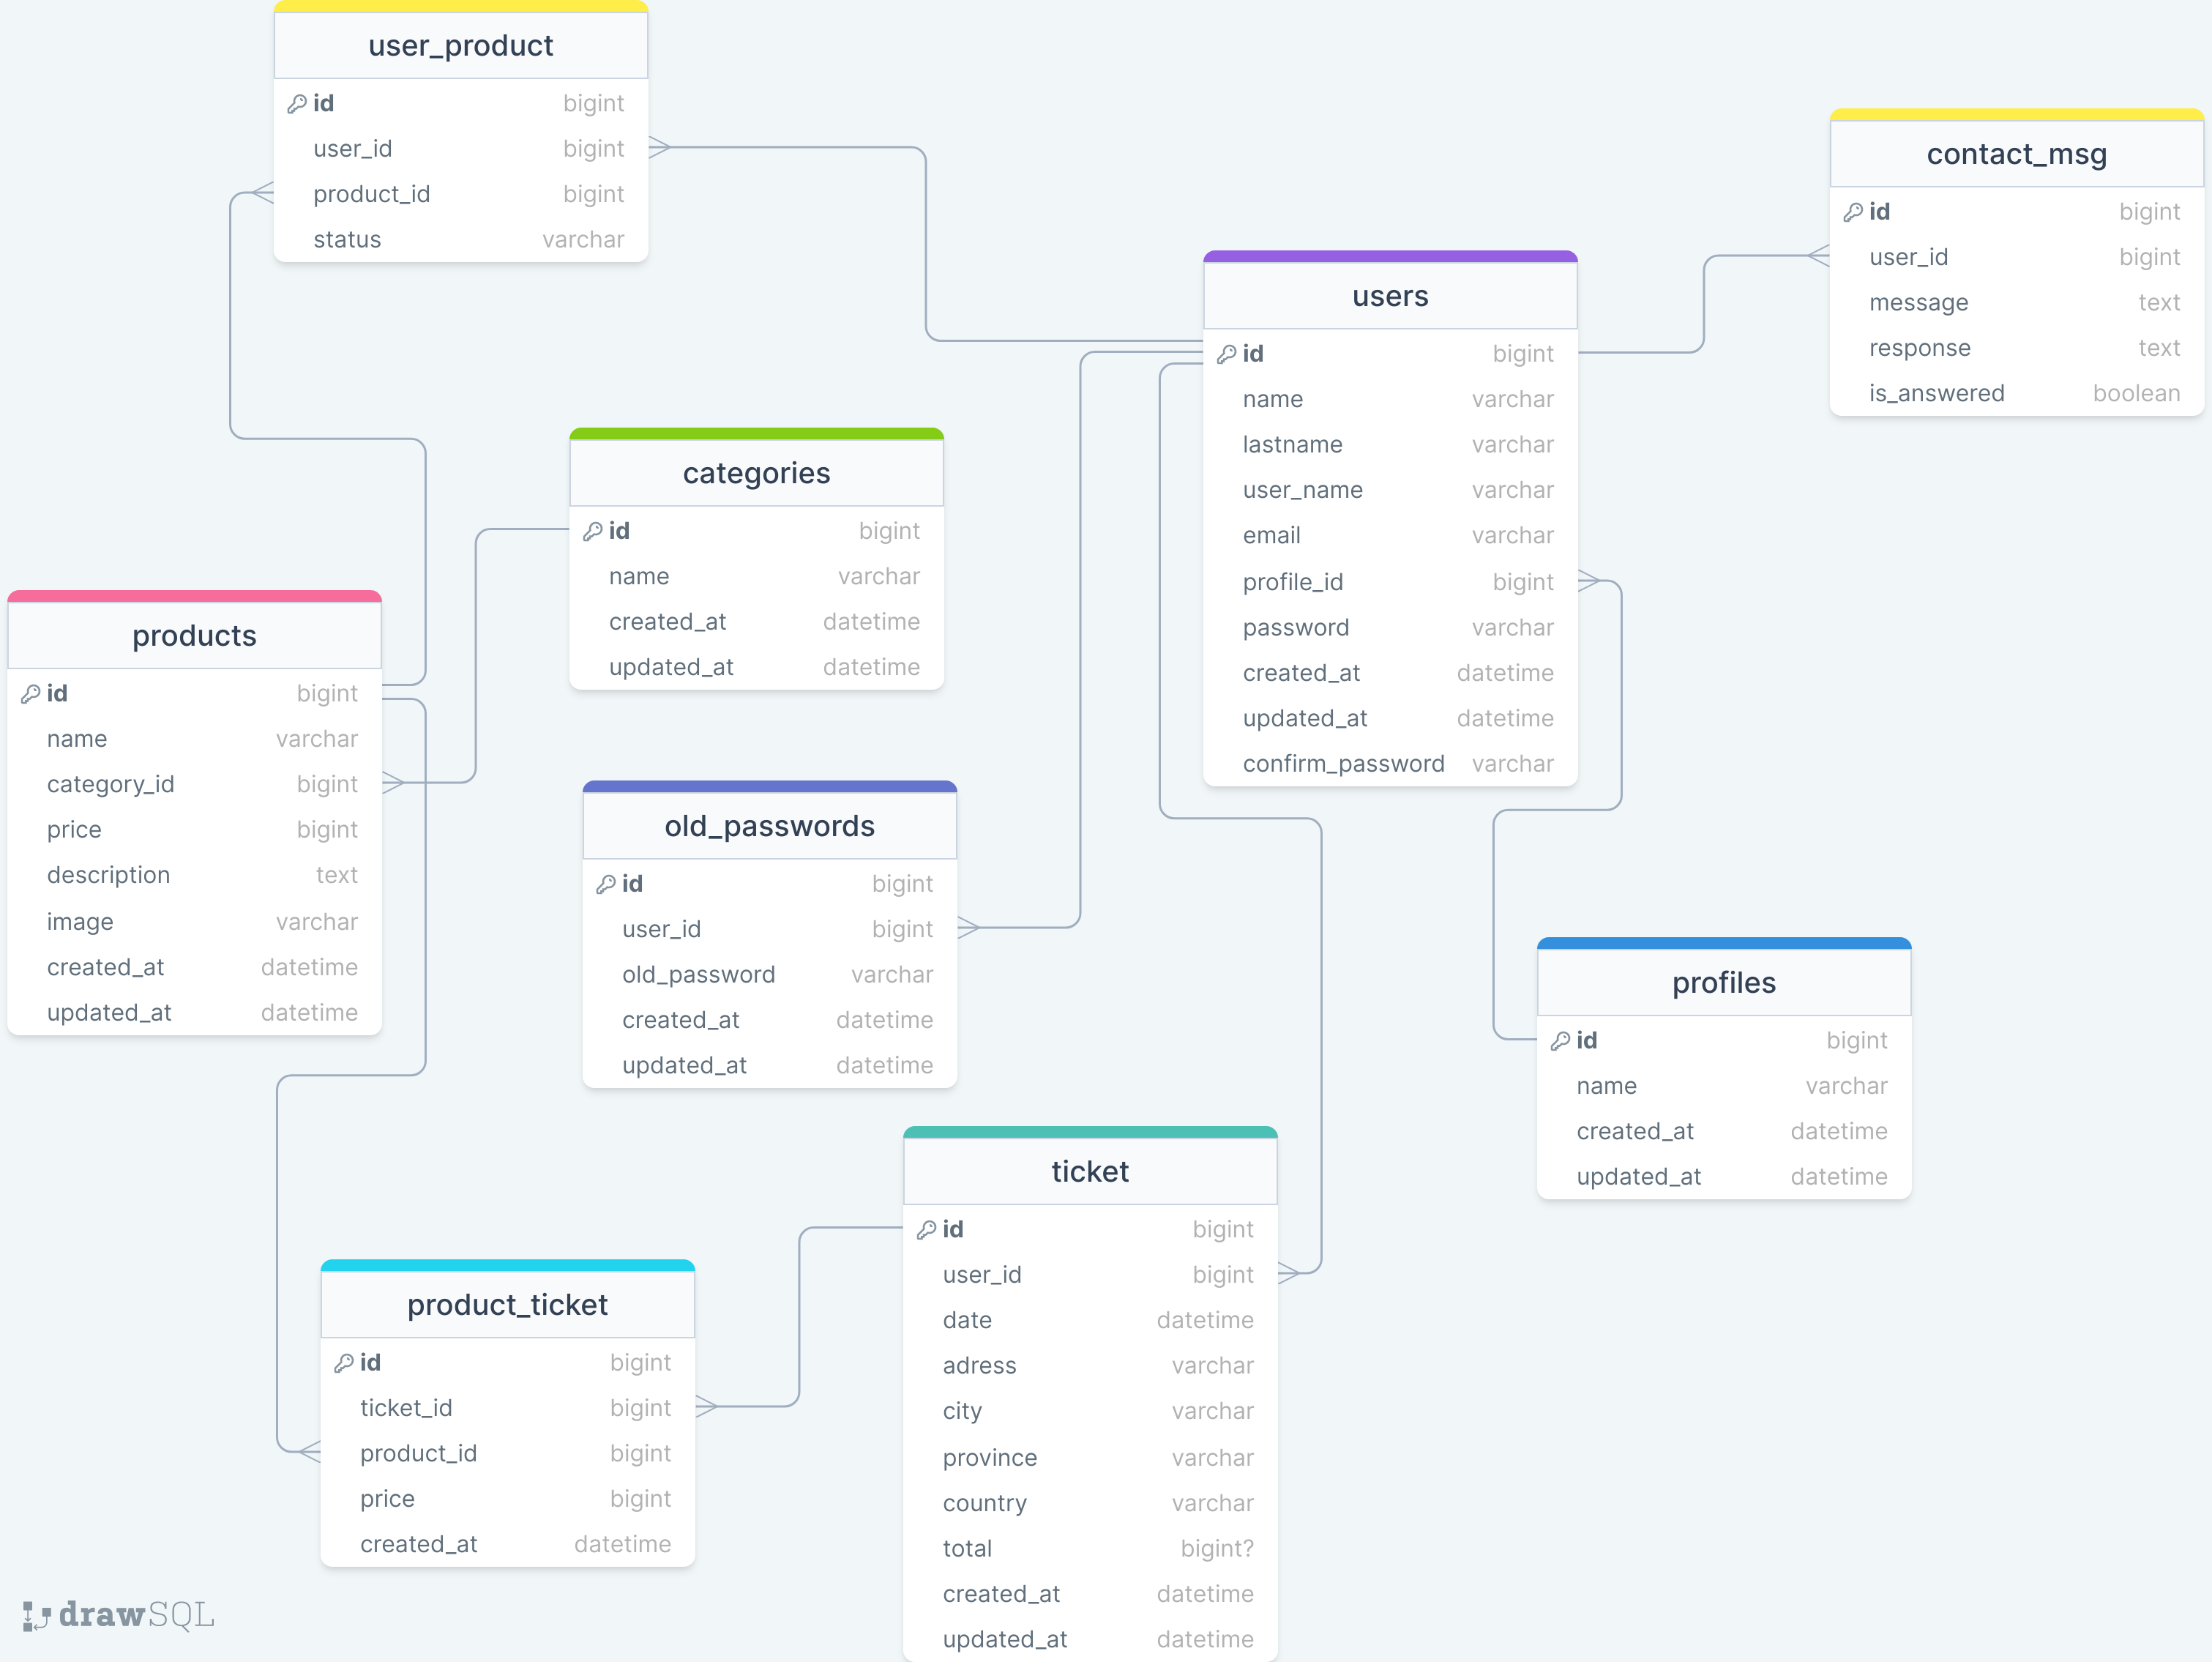 user_product
id bigint
user_id bigint
product_id bigint
status varchar
contact_msg
id bigint
user_id bigint
message text
response text
is_answered boolean
users
id bigint
name varchar
lastname varchar
user_name varchar
email varchar
profile_id bigint
password varchar
created_at datetime
updated_at datetime
confirm_password varchar
categories
id bigint
name varchar
created_at datetime
updated_at datetime
products
id bigint
name varchar
category_id bigint
price bigint
description text
image varchar
created_at datetime
updated_at datetime
old_passwords
id bigint
user_id bigint
old_password varchar
created_at datetime
updated_at datetime
profiles
id bigint
name varchar
created_at datetime
updated_at datetime
ticket
id bigint
user_id bigint
date datetime
adress varchar
city varchar
province varchar
country varchar
total bigint?
created_at datetime
updated_at datetime
product_ticket
id bigint
ticket_id bigint
product_id bigint
price bigint
created_at datetime
drawSQL